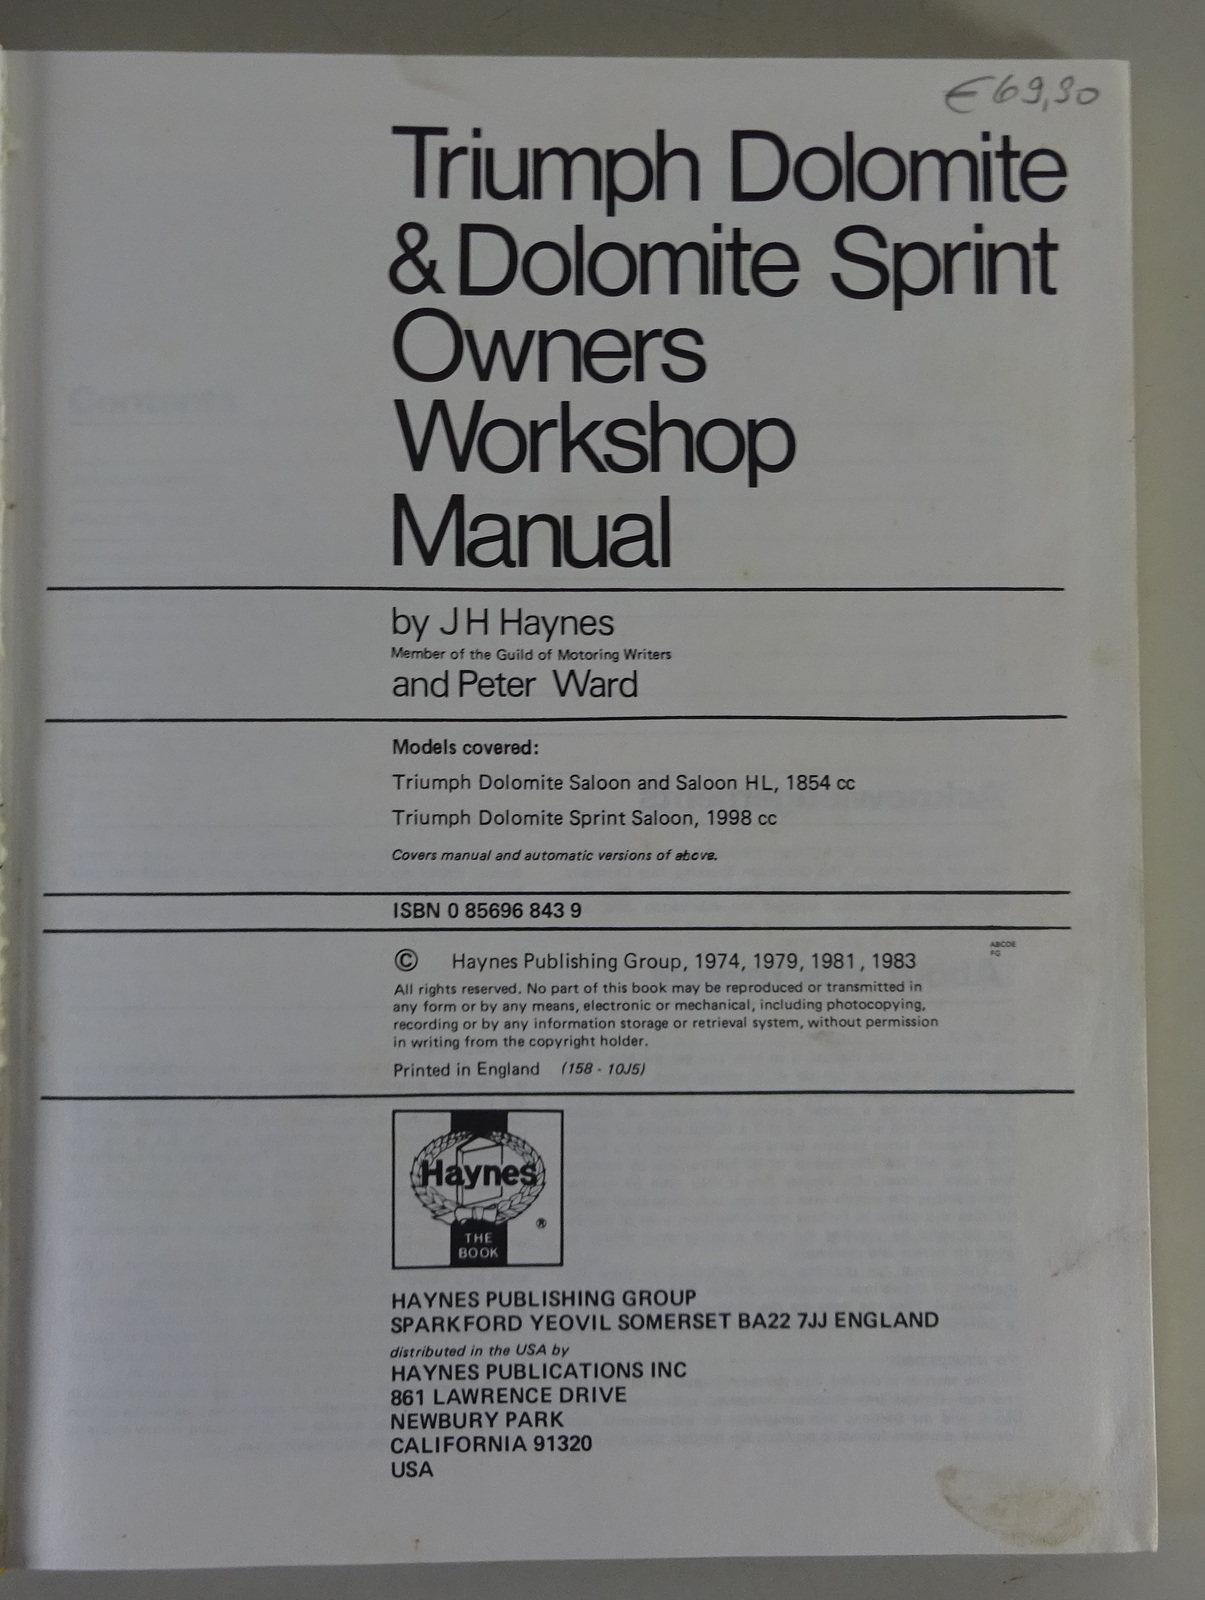 €69,90
Triumph Dolomite
& Dolomite Sprint
Owners
Workshop
Manual
by J H Haynes
Member of the Guild of Motoring Writers
and Peter Ward
Models covered:
Triumph Dolomite Saloon and Saloon HL, 1854 cc
Triumph Dolomite Sprint Saloon, 1998 cc
Covers manual and automatic versions of above.
ISBN 0 85696 843 9
© Haynes Publishing Group, 1974, 1979, 1981, 1983
ABCDE
FG
All rights reserved. No part of this book may be reproduced or transmitted in
any form or by any means, electronic or mechanical, including photocopying,
recording or by any information storage or retrieval system, without permission
in writing from the copyright holder.
Printed in England (158 - 10J5)
Haynes
®
THE
BOOK
HAYNES PUBLISHING GROUP
SPARKFORD YEOVIL SOMERSET BA22 7JJ ENGLAND
distributed in the USA by
HAYNES PUBLICATIONS INC
861 LAWRENCE DRIVE
NEWBURY PARK
CALIFORNIA 91320
USA